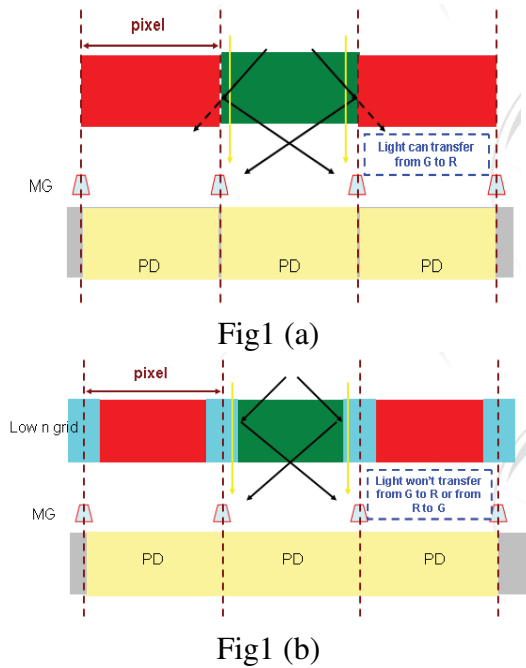 pixel
Light can transfer
from G to R
MG
PD PD PD
Fig1 (a)
pixel
Low n grid
Light won't transfer
from G to R or from
R to G
MG
PD PD PD
Fig1 (b)